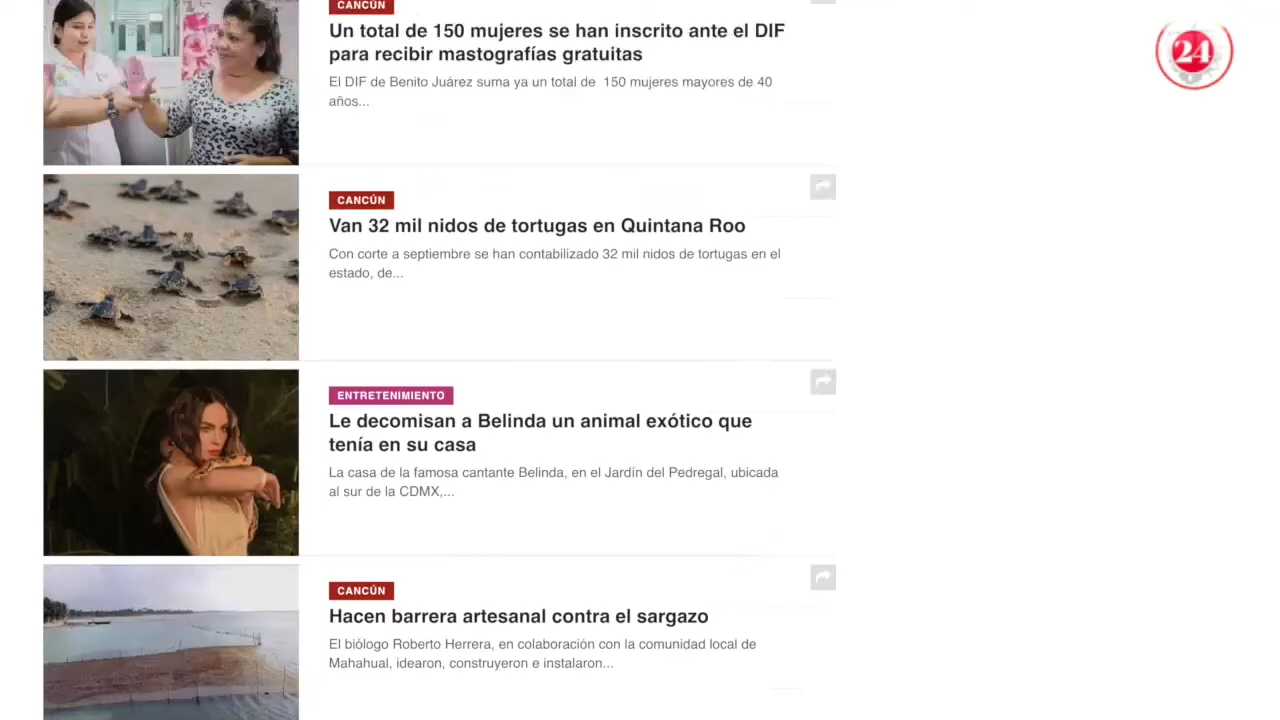 CANCÚN
Un total de 150 mujeres se han inscrito ante el DIF
para recibir mastografías gratuitas
El DIF de Benito Juárez suma ya un total de 150 mujeres mayores de 40
años...
24
CANCÚN
Van 32 mil nidos de tortugas en Quintana Roo
Con corte a septiembre se han contabilizado 32 mil nidos de tortugas en el
estado, de...
ENTRETENIMIENTO
Le decomisan a Belinda un animal exótico que
tenía en su casa
La casa de la famosa cantante Belinda, en el Jardín del Pedregal, ubicada
al sur de la CDMX,...
CANCÚN
Hacen barrera artesanal contra el sargazo
El biólogo Roberto Herrera, en colaboración con la comunidad local de
Mahahual, idearon, construyeron e instalaron...